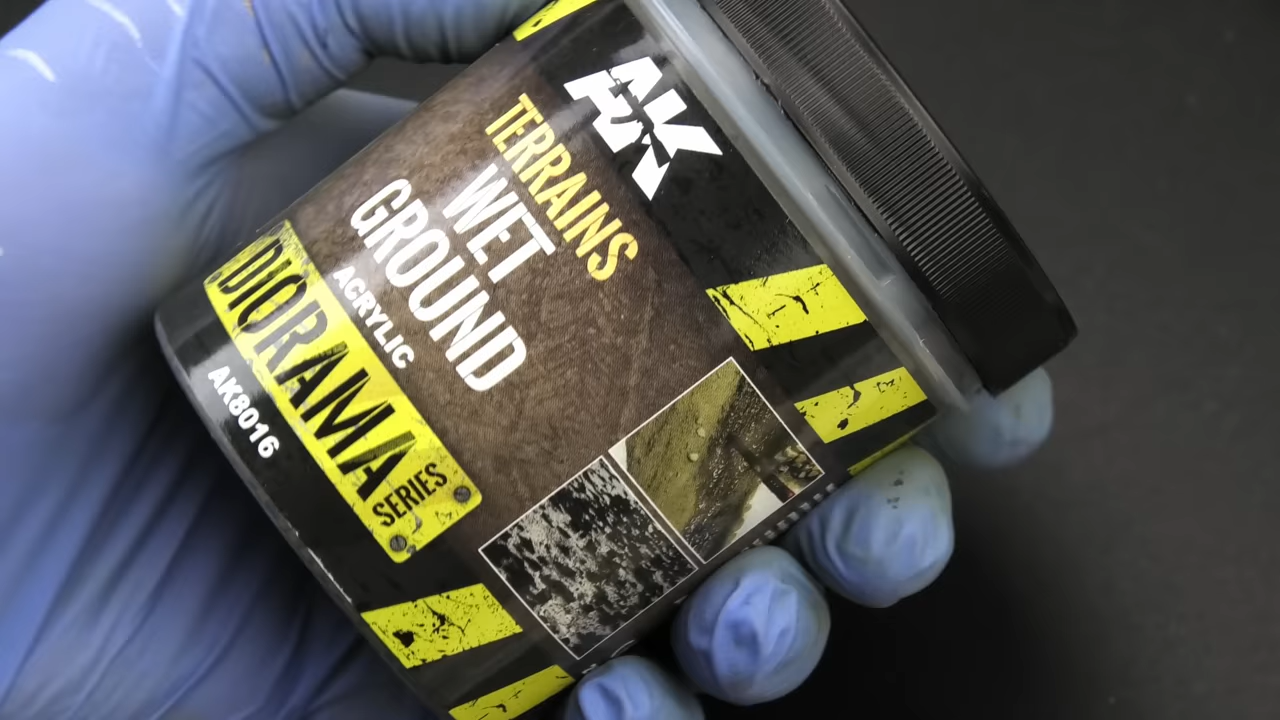 AK
TERRAINS
WET
GROUND
ACRYLIC
DIORAMA
SERIES
AK8016